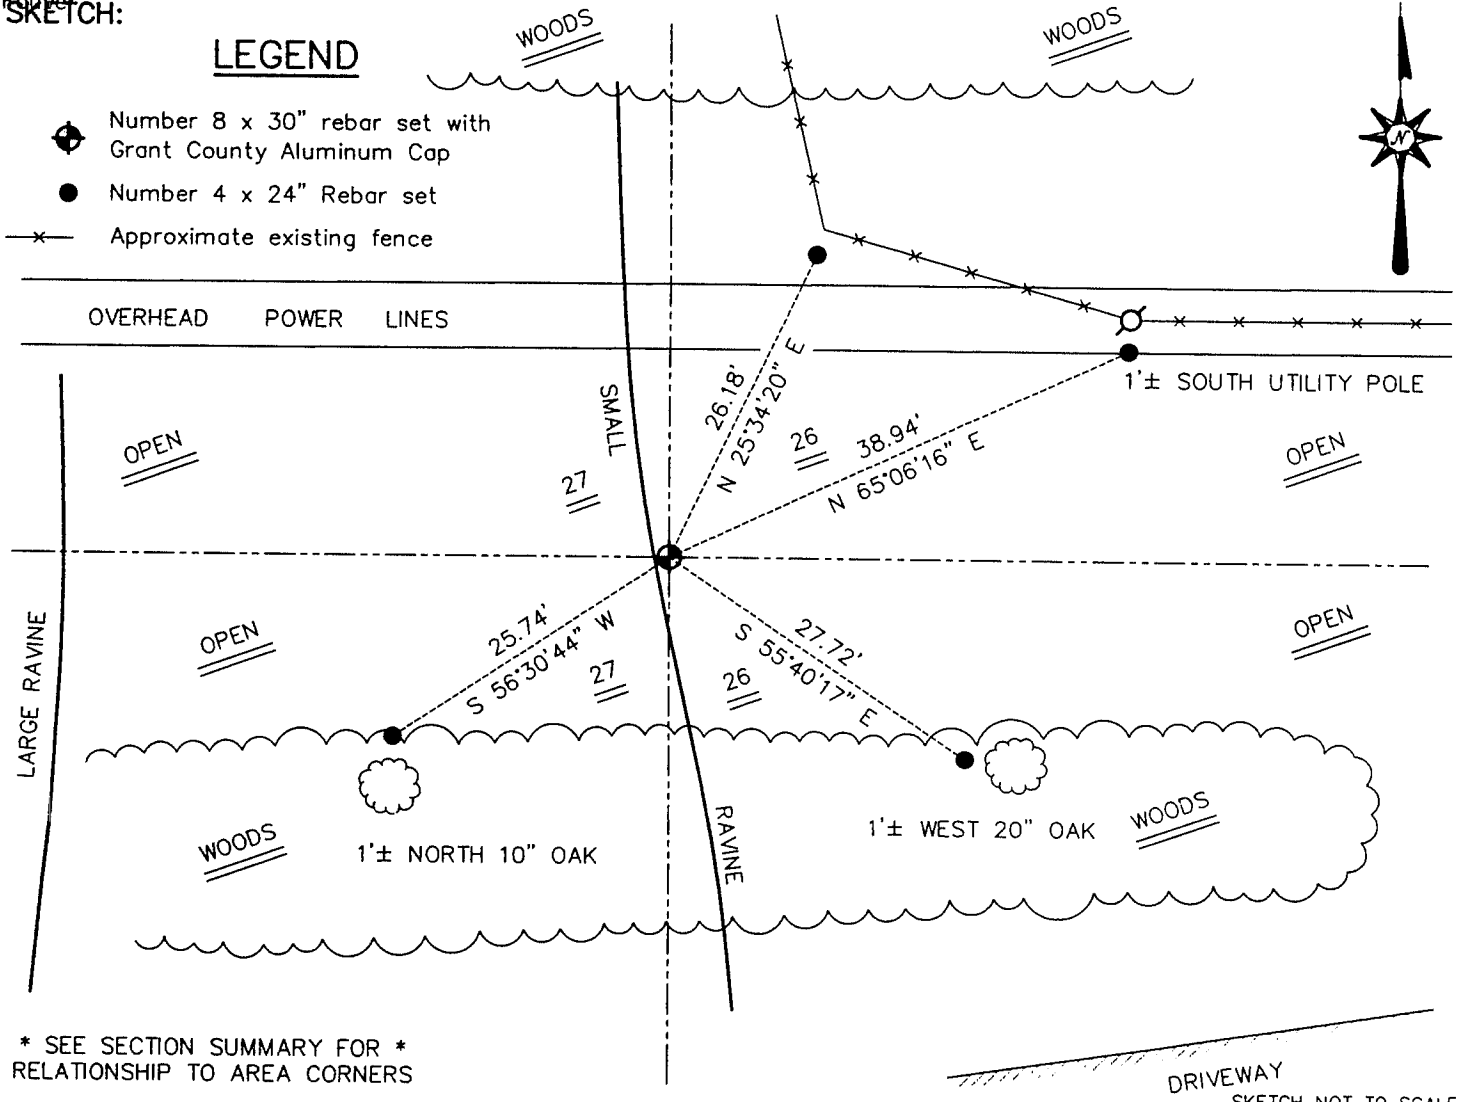 SKETCH:
LEGEND
Number 8 x 30" rebar set with
Grant County Aluminum Cap
Number 4 x 24" Rebar set
Approximate existing fence
WOODS
WOODS
N
OVERHEAD POWER LINES
1'± SOUTH UTILITY POLE
SMALL
26.18'
N 25°34'20" E
26
38.94'
N 65°06'16" E
27
OPEN
OPEN
LARGE RAVINE
OPEN
OPEN
25.74'
S 56°30'44" W
27
26
27.72'
S 55°40'17" E
WOODS
1'± NORTH 10" OAK
RAVINE
1'± WEST 20" OAK
WOODS
* SEE SECTION SUMMARY FOR *
RELATIONSHIP TO AREA CORNERS
DRIVEWAY
SKETCH NOT TO SCALE